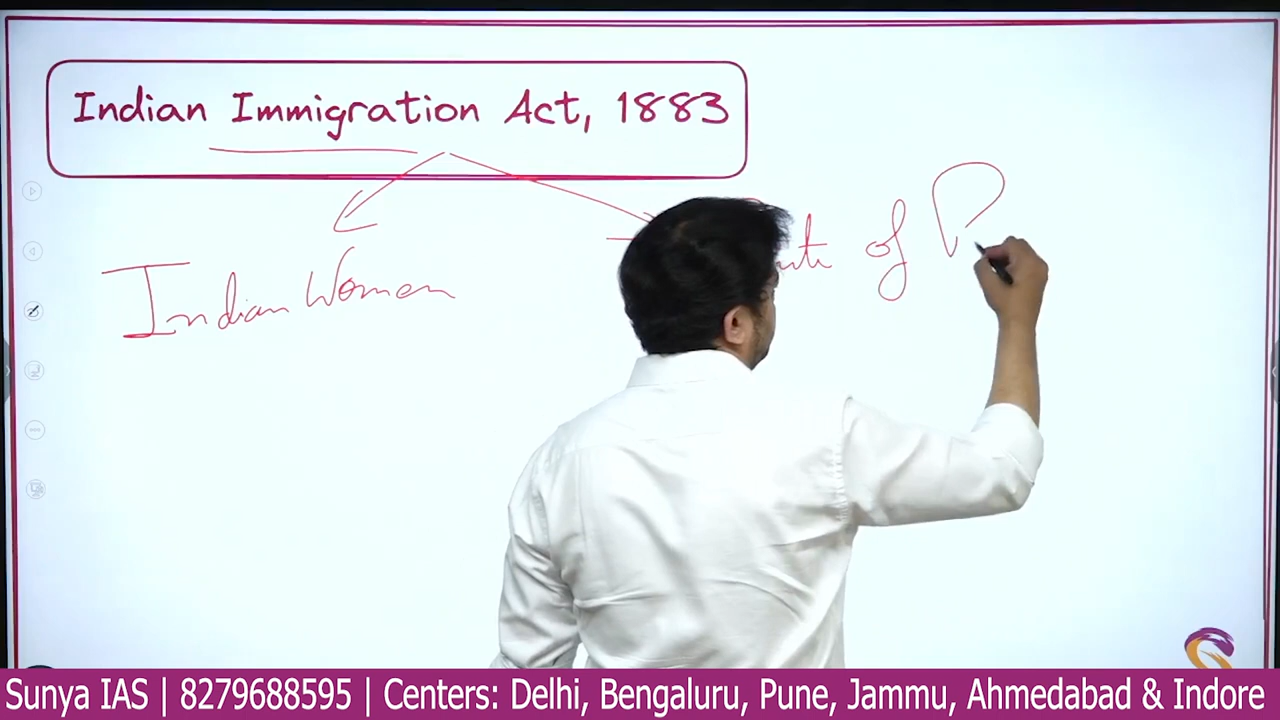 Indian Immigration Act, 1883
Indian Women
of P
Sunya IAS | 8279688595 | Centers: Delhi, Bengaluru, Pune, Jammu, Ahmedabad & Indore